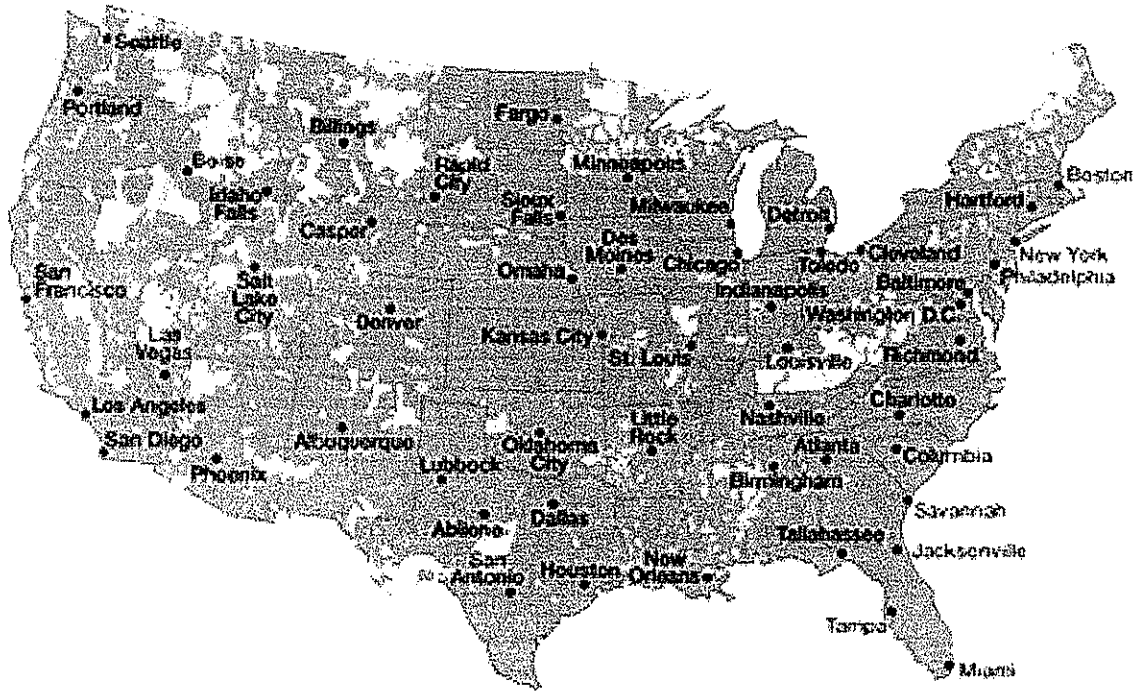 Seattle
Portland
Fargo
Billings
Minneapolis
Boise
Rapid
City
Boston
Idaho
Falls
Sioux
Falls
Milwaukee
Detroit
Hartford
Casper
Des
Moines
Chicago
Toledo
Cleveland
New York
Philadelphia
San
Francisco
Salt
Lake
City
Omaha
Indianapolis
Baltimore
Washington D.C.
Denver
Las
Vegas
Kansas City
St. Louis
Louisville
Richmond
Los Angeles
San Diego
Phoenix
Albuquerque
Lubbock
Oklahoma
City
Little
Rock
Nashville
Charlotte
Atlanta
Columbia
Birmingham
Abilene
Dallas
Savannah
Tallahassee
Jacksonville
San
Antonio
Houston
New
Orleans
Tampa
Miami